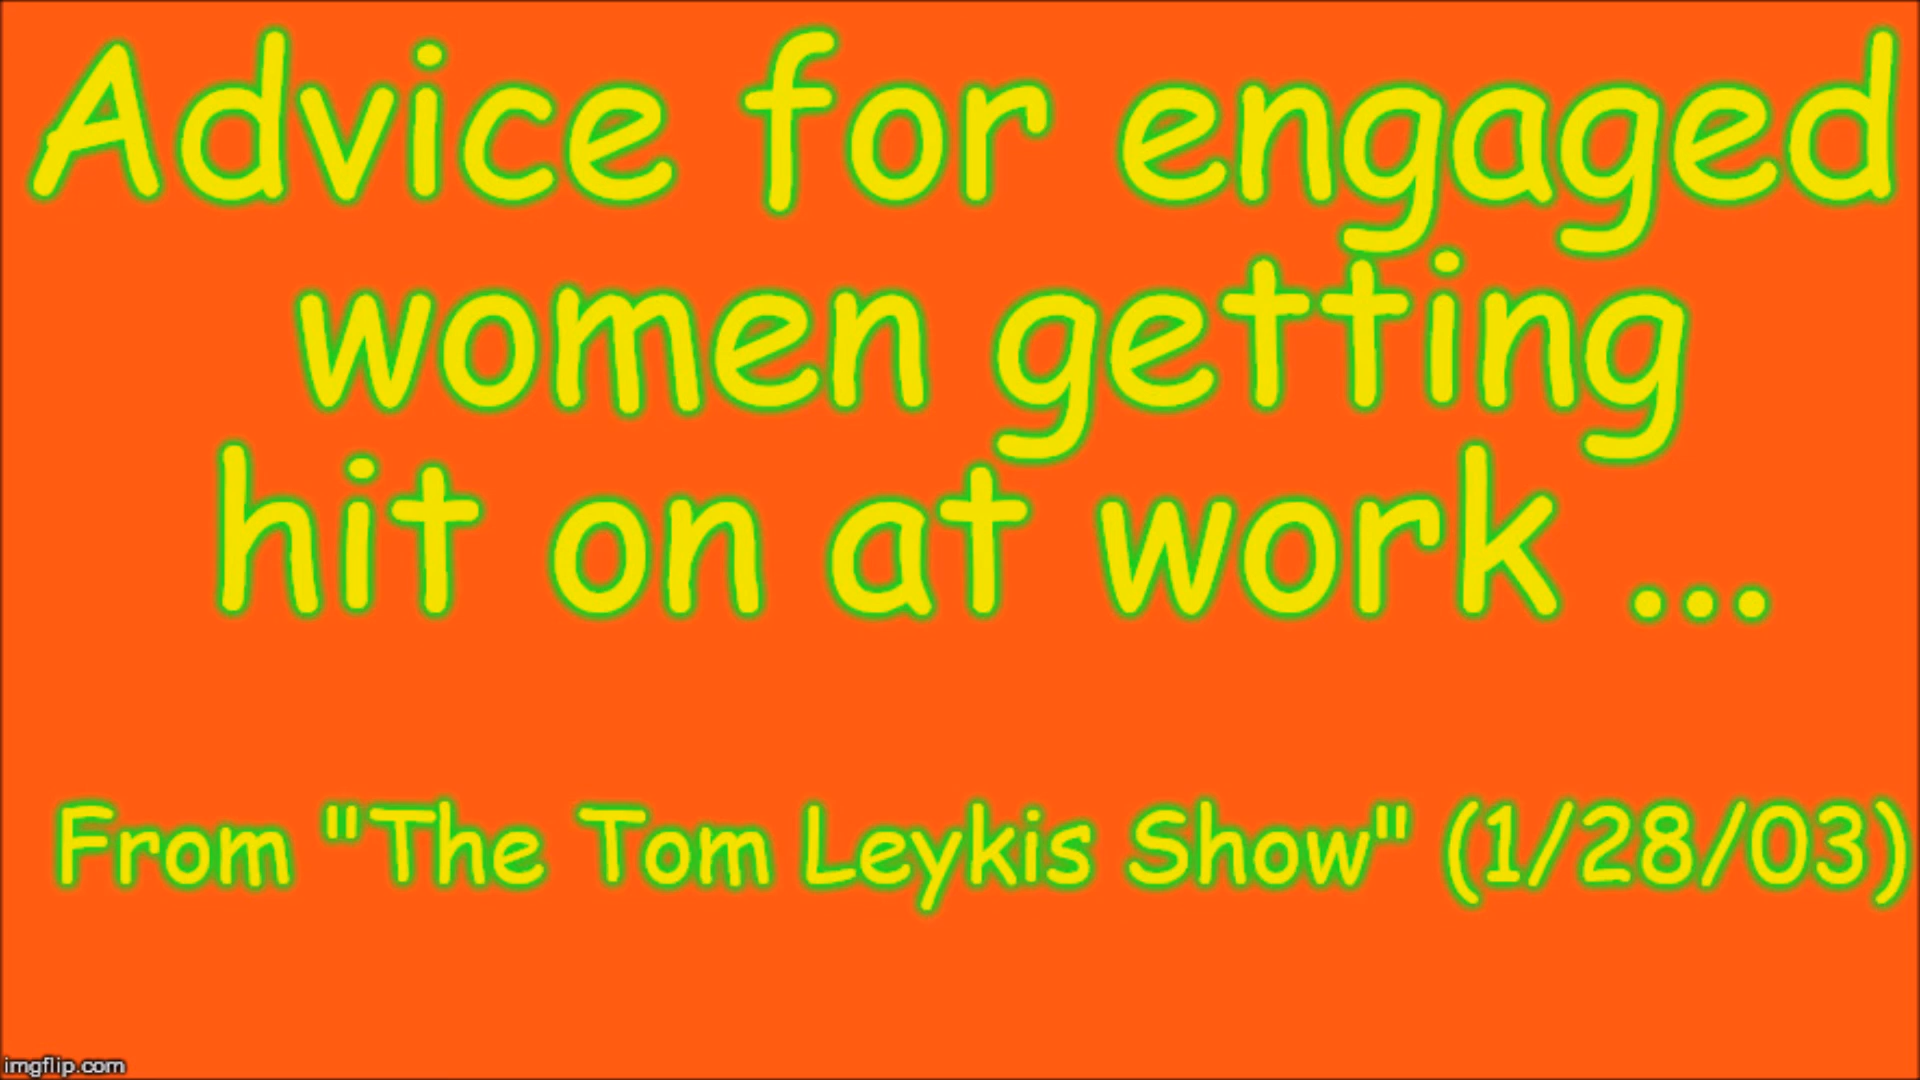 Advice for engaged
women getting
hit on at work ...
From "The Tom Leykis Show" (1/28/03)
imgflip.com